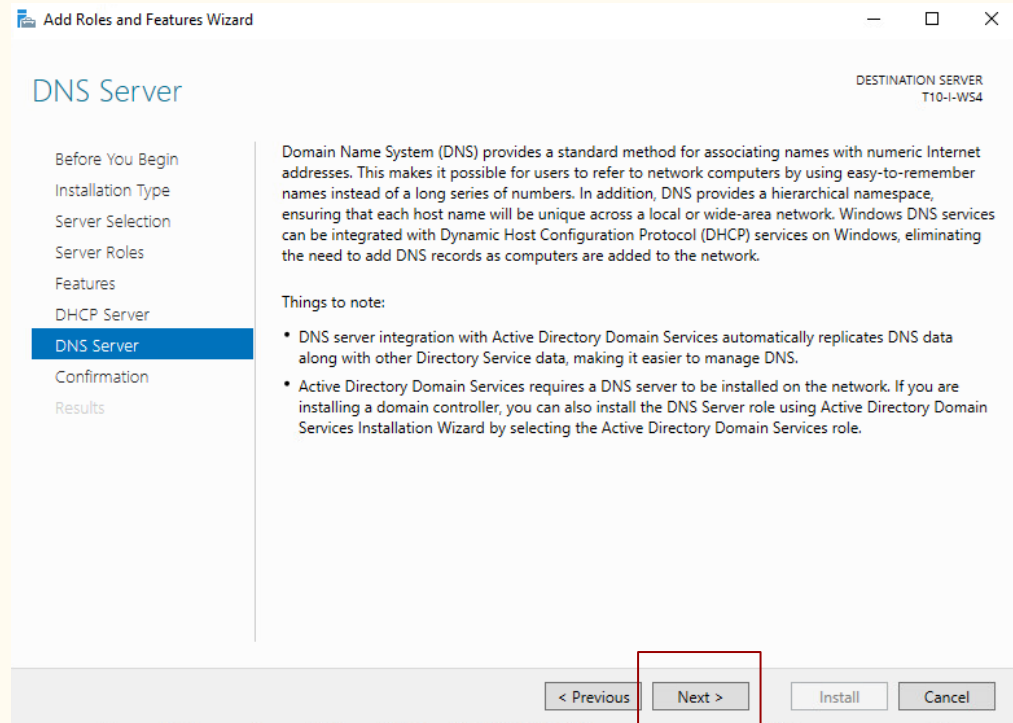 Add Roles and Features Wizard
DNS Server
DESTINATION SERVER
T10-I-WS4
Before You Begin
Installation Type
Server Selection
Server Roles
Features
DHCP Server
DNS Server
Confirmation
Results
Domain Name System (DNS) provides a standard method for associating names with numeric Internet
addresses. This makes it possible for users to refer to network computers by using easy-to-remember
names instead of a long series of numbers. In addition, DNS provides a hierarchical namespace,
ensuring that each host name will be unique across a local or wide-area network. Windows DNS services
can be integrated with Dynamic Host Configuration Protocol (DHCP) services on Windows, eliminating
the need to add DNS records as computers are added to the network.
Things to note:
• DNS server integration with Active Directory Domain Services automatically replicates DNS data
along with other Directory Service data, making it easier to manage DNS.
• Active Directory Domain Services requires a DNS server to be installed on the network. If you are
installing a domain controller, you can also install the DNS Server role using Active Directory Domain
Services Installation Wizard by selecting the Active Directory Domain Services role.
< Previous
Next >
Install
Cancel